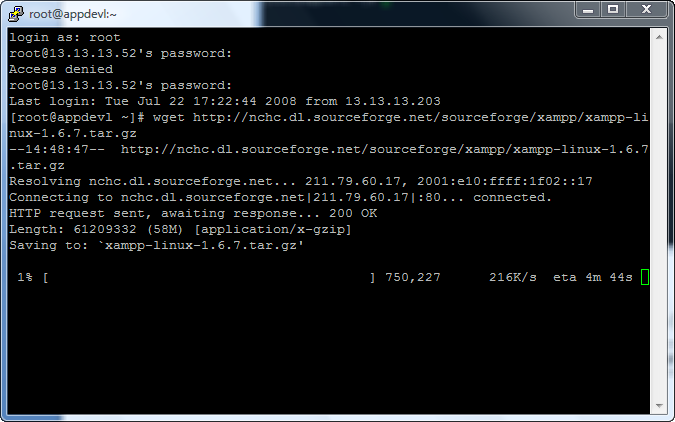 root@appdevl:~
login as: root
root@13.13.13.52's password:
Access denied
root@13.13.13.52's password:
Last login: Tue Jul 22 17:22:44 2008 from 13.13.13.203
[root@appdevl ~]# wget http://nchc.dl.sourceforge.net/sourceforge/xampp/xampp-li
nux-1.6.7.tar.gz
--14:48:47--  http://nchc.dl.sourceforge.net/sourceforge/xampp/xampp-linux-1.6.7
.tar.gz
Resolving nchc.dl.sourceforge.net... 211.79.60.17, 2001:e10:ffff:1f02::17
Connecting to nchc.dl.sourceforge.net|211.79.60.17|:80... connected.
HTTP request sent, awaiting response... 200 OK
Length: 61209332 (58M) [application/x-gzip]
Saving to: `xampp-linux-1.6.7.tar.gz'
 1% [                                       ] 750,227      216K/s  eta 4m 44s